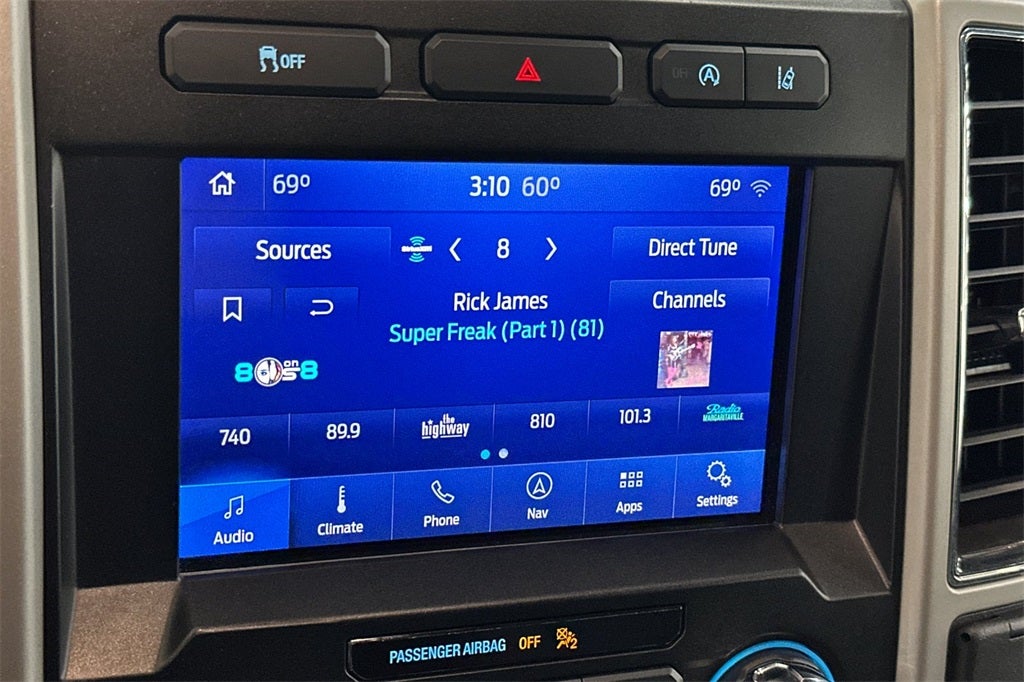 OFF
OFF A
69° 3:10 60° 69°
Sources 8 Direct Tune
Rick James Channels
Super Freak (Part 1) (81)
80s on 8
740 89.9 the highway 810 101.3 Radio MARGARITAVILLE
Audio Climate Phone Nav Apps Settings
PASSENGER AIRBAG OFF 2